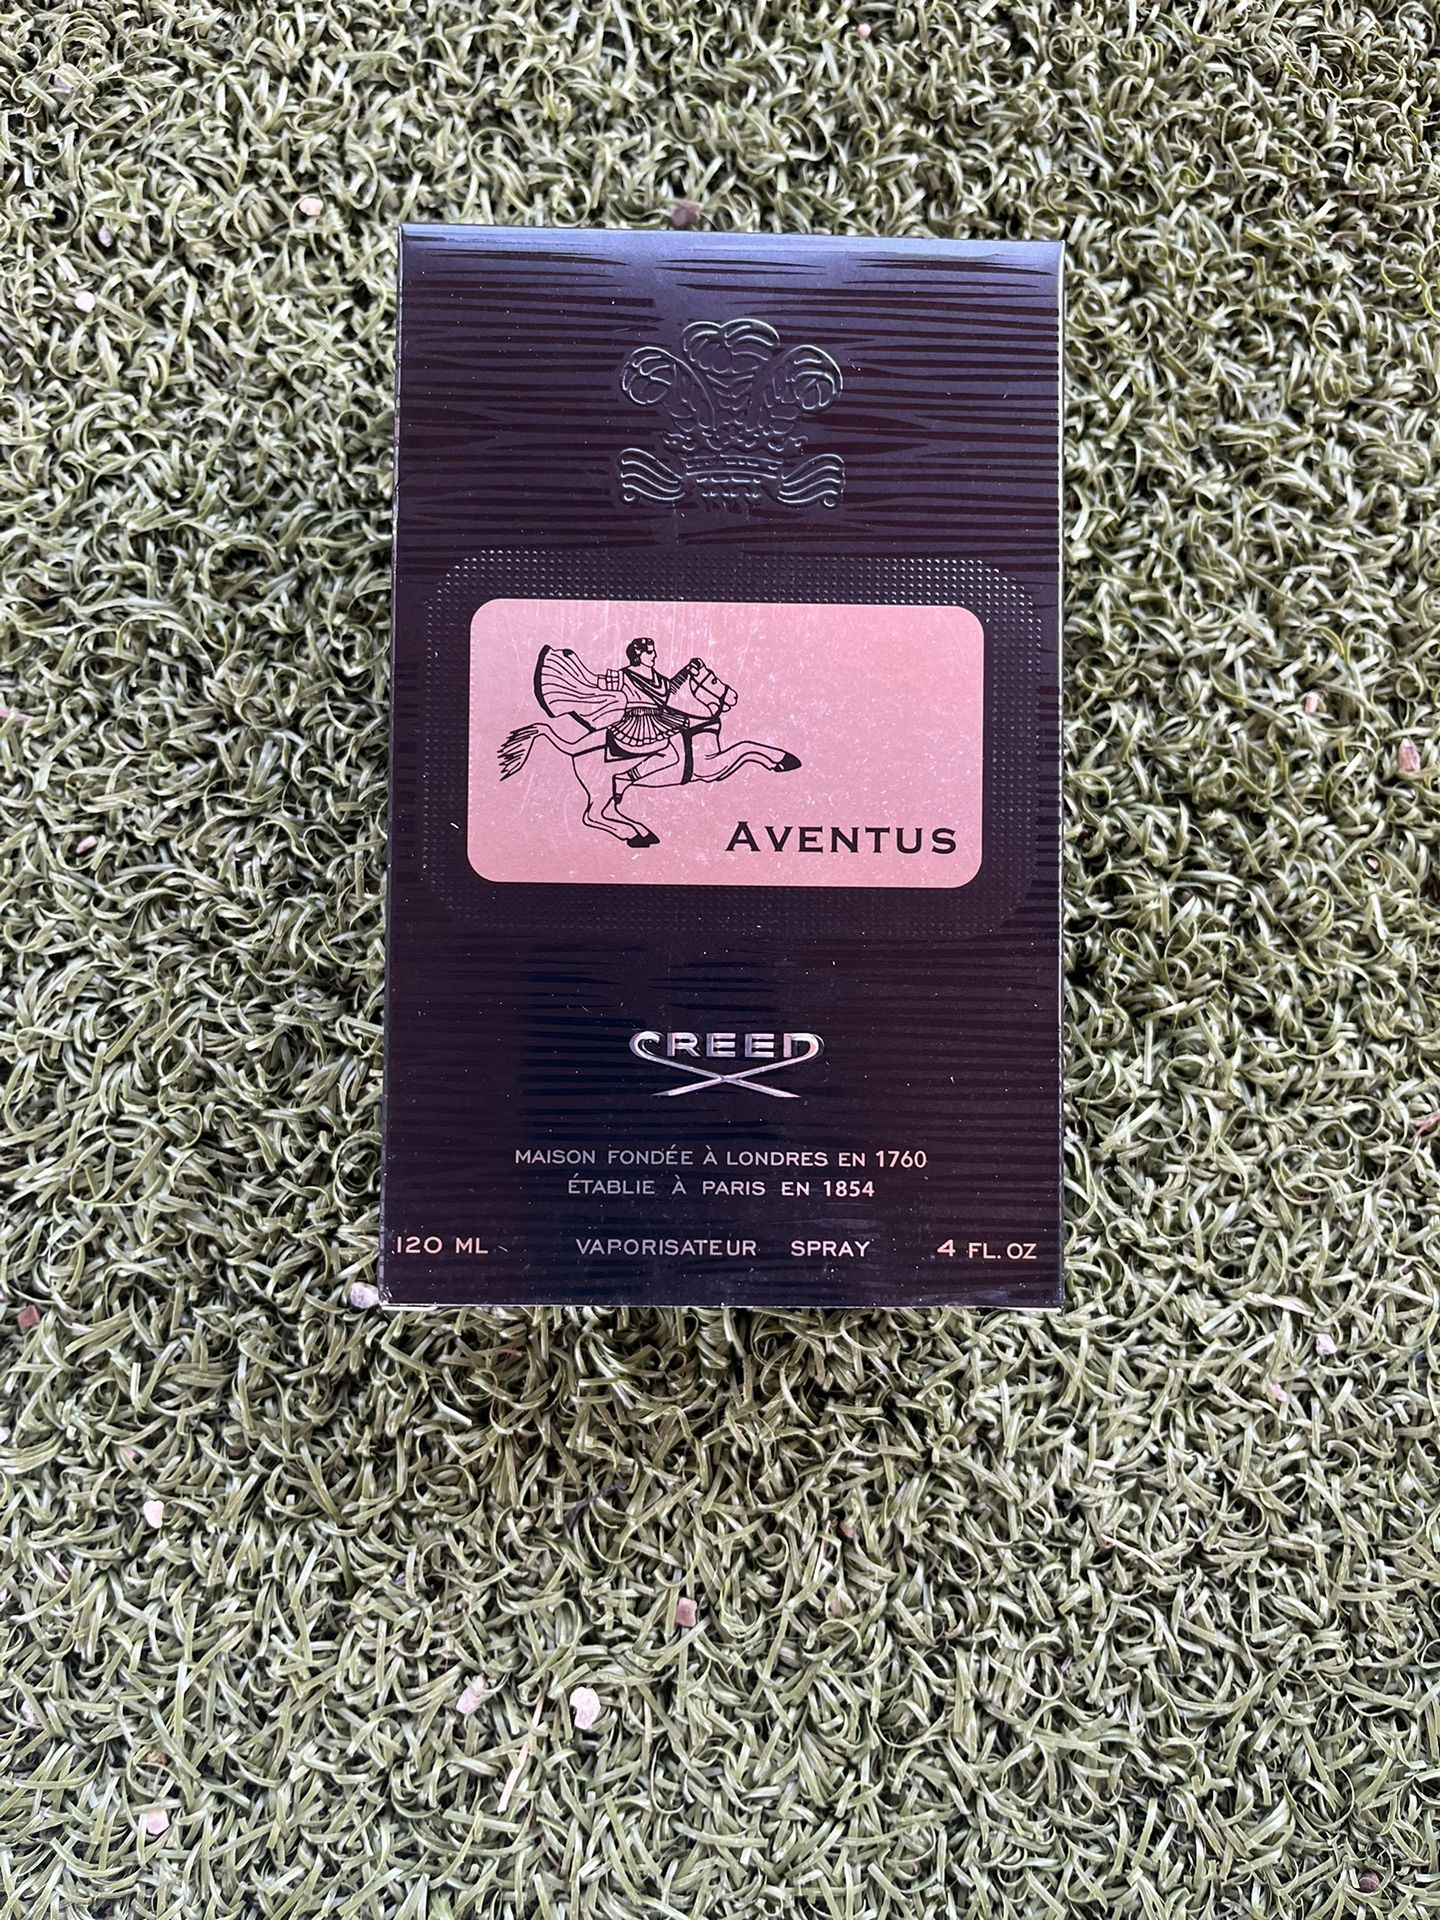 AVENTUS
CREED
MAISON FONDÉE À LONDRES EN 1760
ÉTABLIE À PARIS EN 1854
120 ML VAPORISATEUR SPRAY 4 FL. OZ